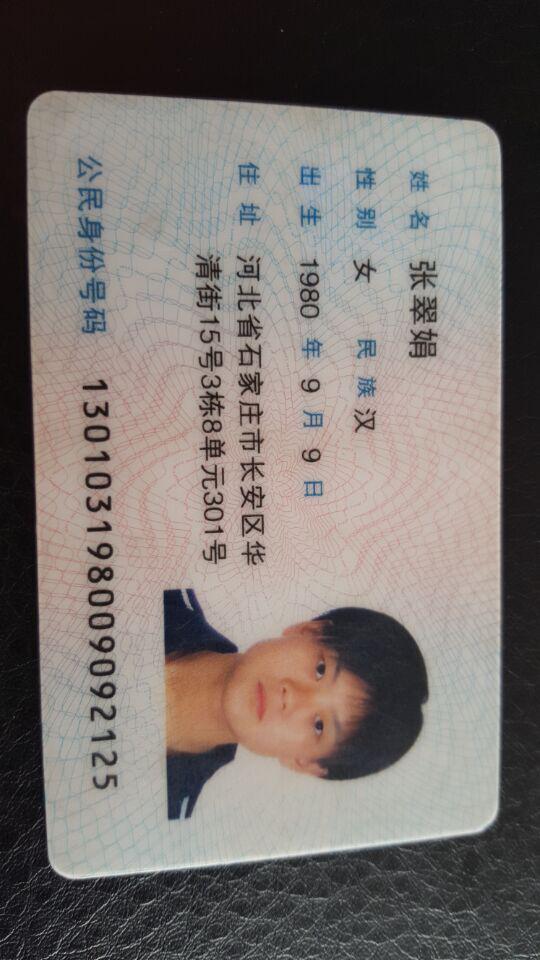 姓名 张翠娟
性别 女 民族 汉
出生 1980 年 9 月 9 日
住址 河北省石家庄市长安区华
清街15号3栋8单元301号
公民身份号码 130103198009092125